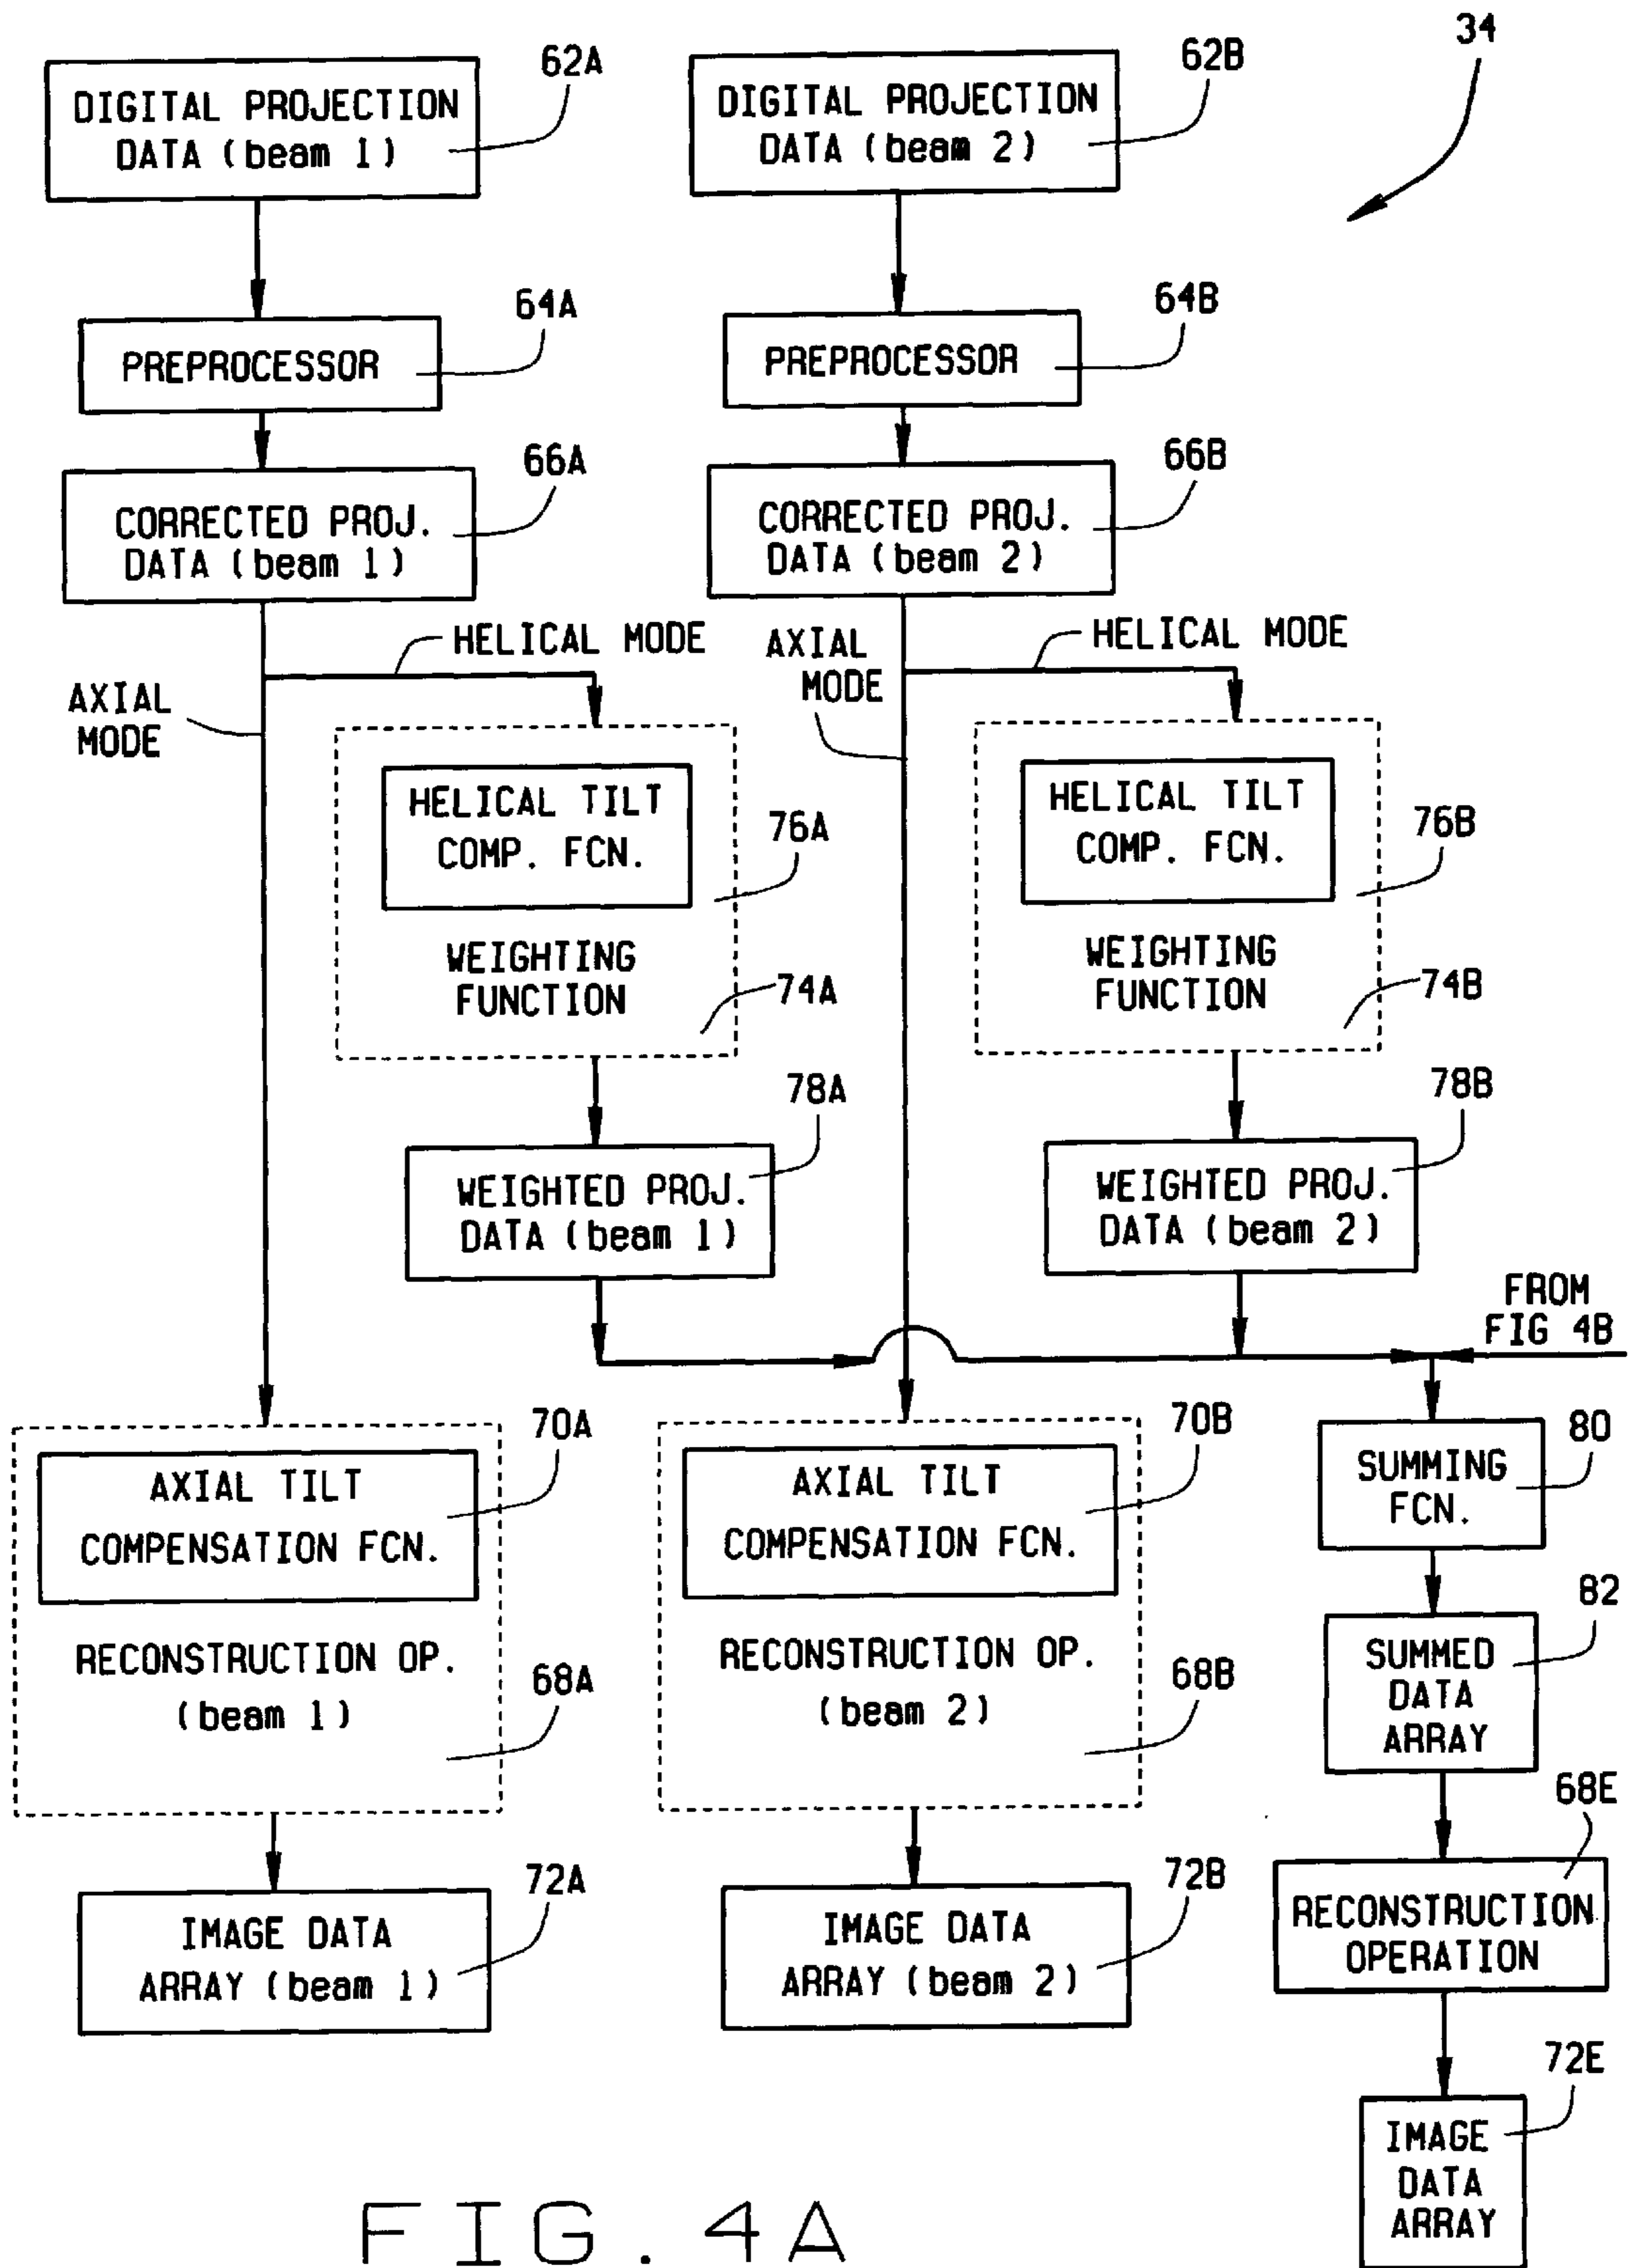 34
62A
DIGITAL PROJECTION
DATA (beam 1)
62B
DIGITAL PROJECTION
DATA (beam 2)
64A
PREPROCESSOR
64B
PREPROCESSOR
66A
CORRECTED PROJ.
DATA (beam 1)
66B
CORRECTED PROJ.
DATA (beam 2)
HELICAL MODE
AXIAL
MODE
HELICAL MODE
AXIAL
MODE
HELICAL TILT
COMP. FCN.
76A
WEIGHTING
FUNCTION
74A
HELICAL TILT
COMP. FCN.
76B
WEIGHTING
FUNCTION
74B
78A
WEIGHTED PROJ.
DATA (beam 1)
78B
WEIGHTED PROJ.
DATA (beam 2)
FROM
FIG 4B
70A
AXIAL TILT
COMPENSATION FCN.
RECONSTRUCTION OP.
(beam 1)
68A
70B
AXIAL TILT
COMPENSATION FCN.
RECONSTRUCTION OP.
(beam 2)
68B
80
SUMMING
FCN.
82
SUMMED
DATA
ARRAY
68E
RECONSTRUCTION
OPERATION
72A
IMAGE DATA
ARRAY (beam 1)
72B
IMAGE DATA
ARRAY (beam 2)
72E
IMAGE
DATA
ARRAY
FIG. 4A